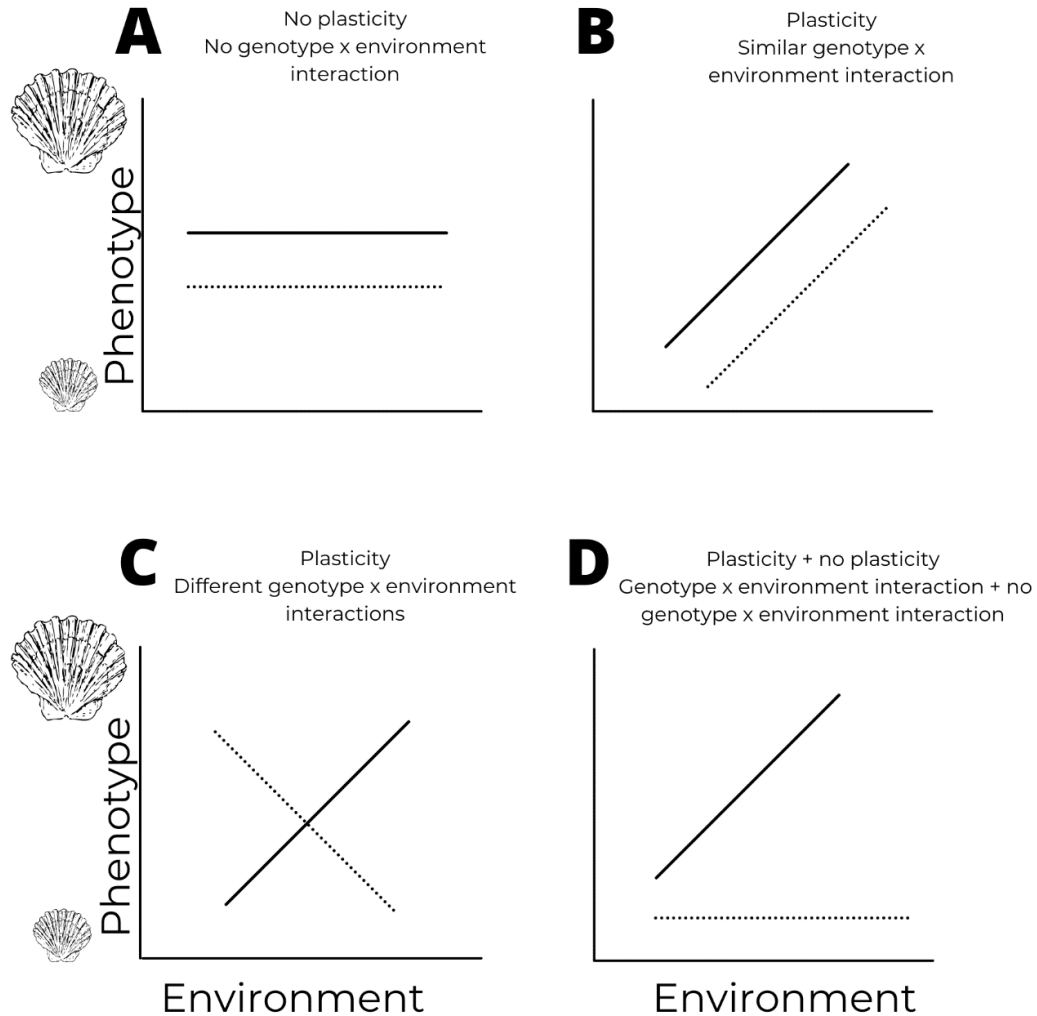 A
No plasticity
No genotype x environment
interaction
Phenotype
B
Plasticity
Similar genotype x
environment interaction
C
Plasticity
Different genotype x environment
interactions
Phenotype
Environment
D
Plasticity + no plasticity
Genotype x environment interaction + no
genotype x environment interaction
Environment